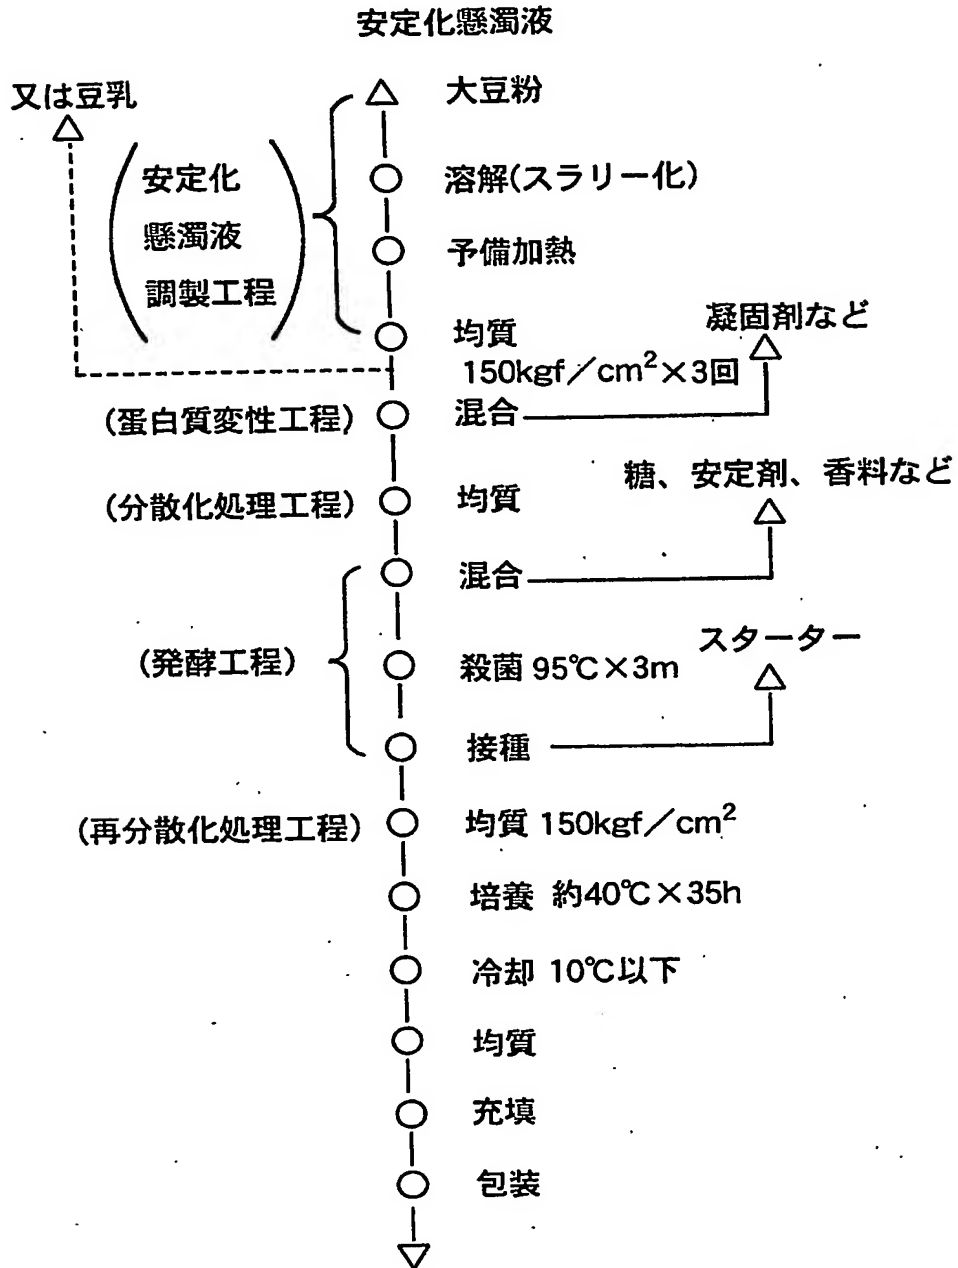 安定化懸濁液
又は豆乳
大豆粉
安定化
懸濁液
調製工程
溶解(スラリー化)
予備加熱
均質
150kgf/cm²×3回
凝固剤など
(蛋白質変性工程)
混合
(分散化処理工程)
均質
糖、安定剤、香料など
混合
(発酵工程)
殺菌 95℃×3m
スターター
接種
(再分散化処理工程)
均質 150kgf/cm²
培養 約40℃×35h
冷却 10℃以下
均質
充填
包装